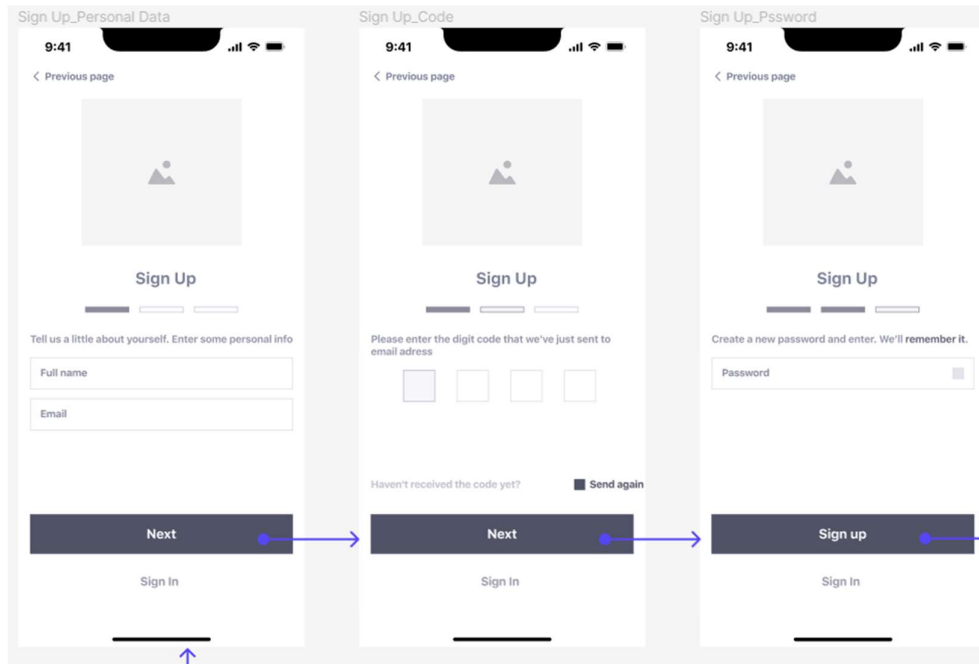 Sign Up_Personal Data
9:41
Previous page
Sign Up
Tell us a little about yourself. Enter some personal info
Full name
Email
Next
Sign In
Sign Up_Code
9:41
Previous page
Sign Up
Please enter the digit code that we've just sent to
email adress
Haven't received the code yet?
Send again
Next
Sign In
Sign Up_Pssword
9:41
Previous page
Sign Up
Create a new password and enter. We'll remember it.
Password
Sign up
Sign In